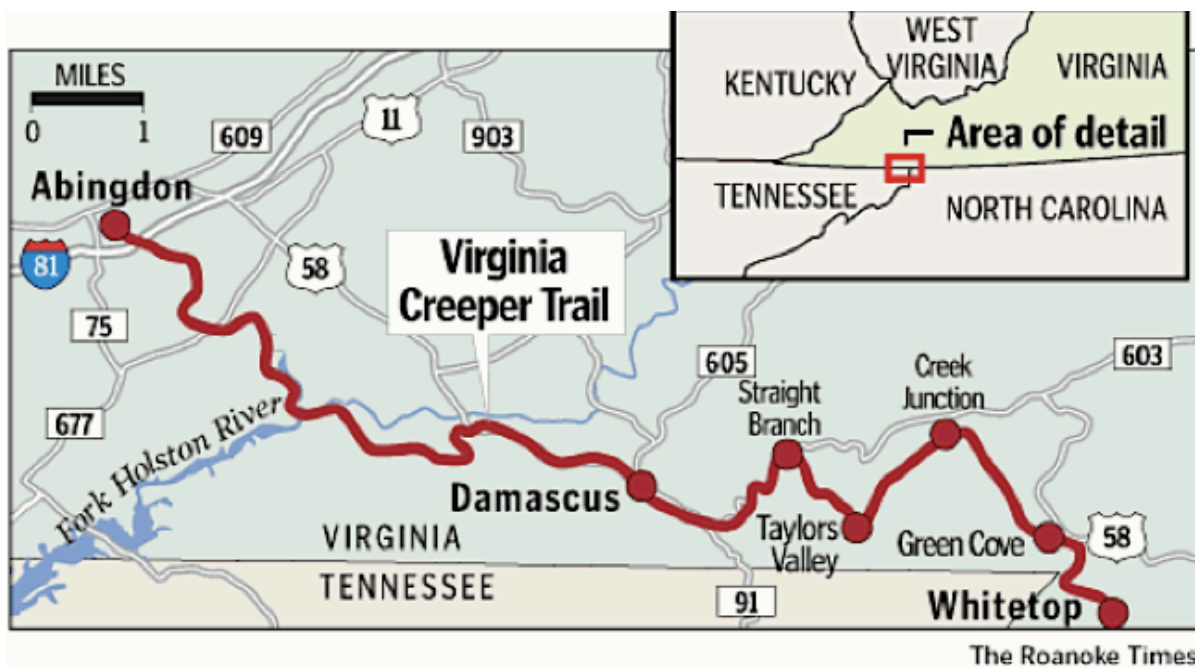 MILES
0 1
609
11
903
Abingdon
81
75
58
677
Virginia
Creeper Trail
Fork Holston River
Damascus
605
603
Straight
Branch
Creek
Junction
Taylors
Valley
Green Cove
58
Whitetop
91
VIRGINIA
TENNESSEE
WEST
VIRGINIA
KENTUCKY
VIRGINIA
Area of detail
TENNESSEE
NORTH CAROLINA
The Roanoke Times